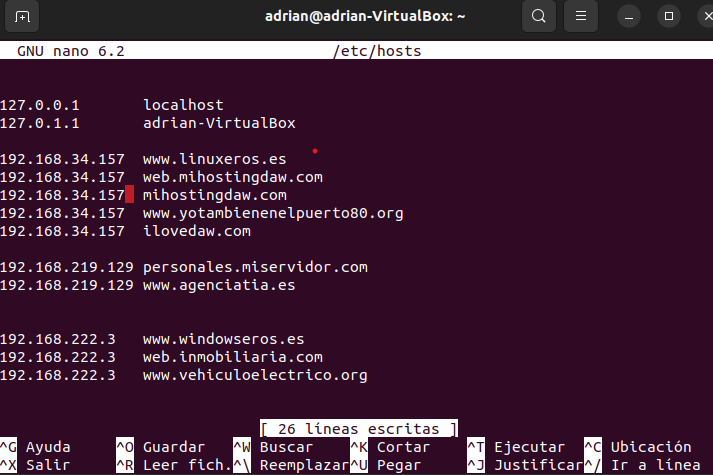 adrian@adrian-VirtualBox: ~
GNU nano 6.2 /etc/hosts
127.0.0.1 localhost
127.0.1.1 adrian-VirtualBox
192.168.34.157 www.linuxeros.es
192.168.34.157 web.mihostingdaw.com
192.168.34.157 mihostingdaw.com
192.168.34.157 www.yotambienenelpuerto80.org
192.168.34.157 ilovedaw.com
192.168.219.129 personales.miservidor.com
192.168.219.129 www.agenciatia.es
192.168.222.3 www.windowseros.es
192.168.222.3 web.inmobiliaria.com
192.168.222.3 www.vehiculoelectrico.org
[ 26 líneas escritas ]
^G Ayuda ^O Guardar ^W Buscar ^K Cortar ^T Ejecutar ^C Ubicación
^X Salir ^R Leer fich. ^\ Reemplazar ^U Pegar ^J Justificar ^/ Ir a línea